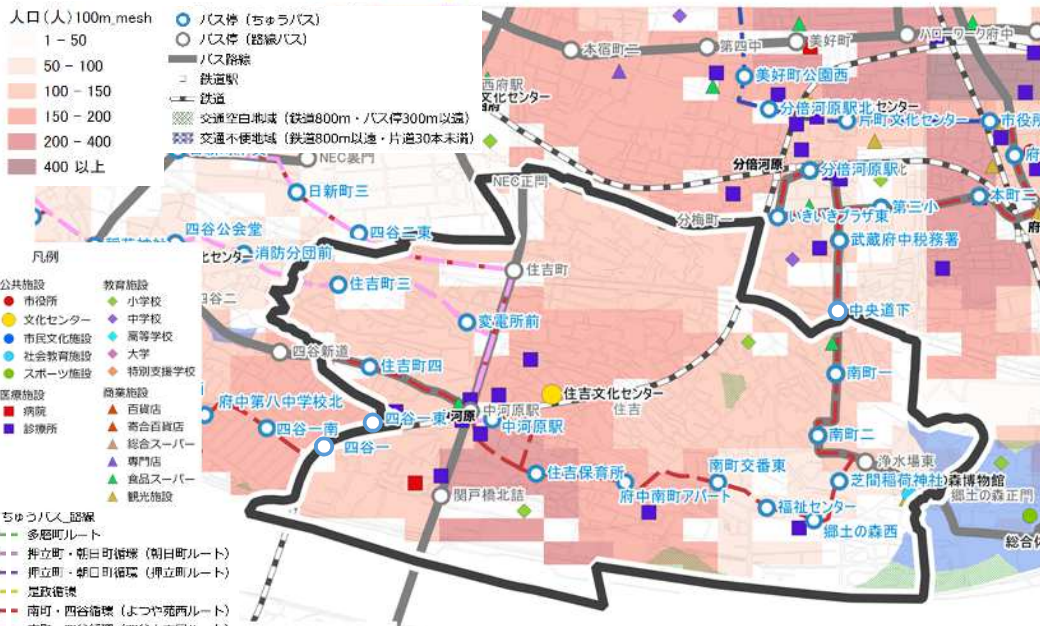 人口(人)100m_mesh
1 - 50
50 - 100
100 - 150
150 - 200
200 - 400
400 以上
バス停(ちゅうバス)
バス停(路線バス)
バス路線
鉄道駅
鉄道
交通空白地域(鉄道800m・バス停300m以遠)
交通不便地域(鉄道800m以遠・片道30本未満)
本宿町二
第四中
美好町
ハローワーク府中
西府駅
文化センター
美好町公園西
分倍河原駅北
センター
片町文化センター
市役所
NEC裏門
日新町三
NEC正門
分倍河原
分倍河原駅
分梅町一
いきいきプラザ東
第三小
本町二
四谷公会堂
四谷二東
消防分団前
武蔵府中税務署
凡例
公共施設
市役所
文化センター
市民文化施設
社会教育施設
スポーツ施設
医療施設
病院
診療所
教育施設
小学校
中学校
高等学校
大学
特別支援学校
商業施設
百貨店
寄合百貨店
総合スーパー
専門店
食品スーパー
観光施設
住吉町三
住吉町
変電所前
中央道下
四谷新道
住吉町四
住吉文化センター
住吉
南町一
府中第八中学校北
四谷一東
河原
中河原駅
中河原駅
四谷一南
四谷一
南町二
浄水場東
住吉保育所
南町交番東
芝間稲荷神社
の森博物館
関戸橋北詰
府中南町アパート
郷土の森正門
福祉センター
郷土の森西
ちゅうバス_路線
多磨町ルート
押立町・朝日町循環(朝日町ルート)
押立町・朝日町循環(押立町ルート)
是政循環
南町・四谷循環(よつや苑西ルート)